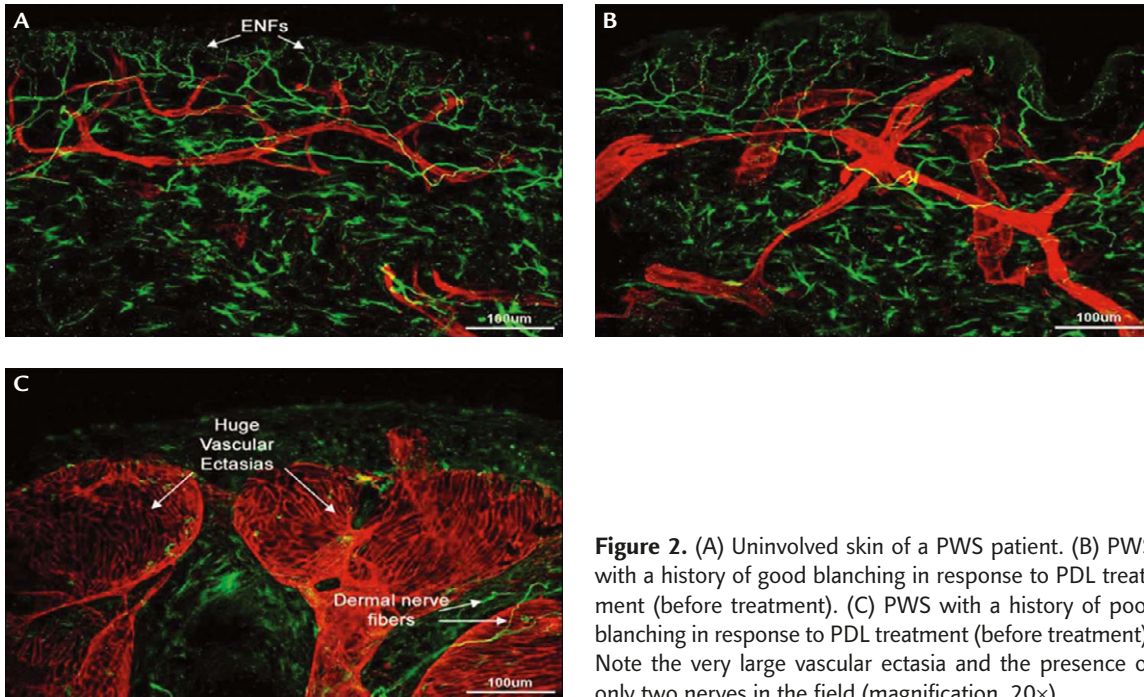 A
ENFs
100um
B
100um
C
Huge
Vascular
Ectasias
Dermal nerve
fibers
100um
Figure 2. (A) Uninvolved skin of a PWS patient. (B) PWS
with a history of good blanching in response to PDL treat
ment (before treatment). (C) PWS with a history of poo
blanching in response to PDL treatment (before treatment)
Note the very large vascular ectasia and the presence o
only two nerves in the field (magnification, 20×)